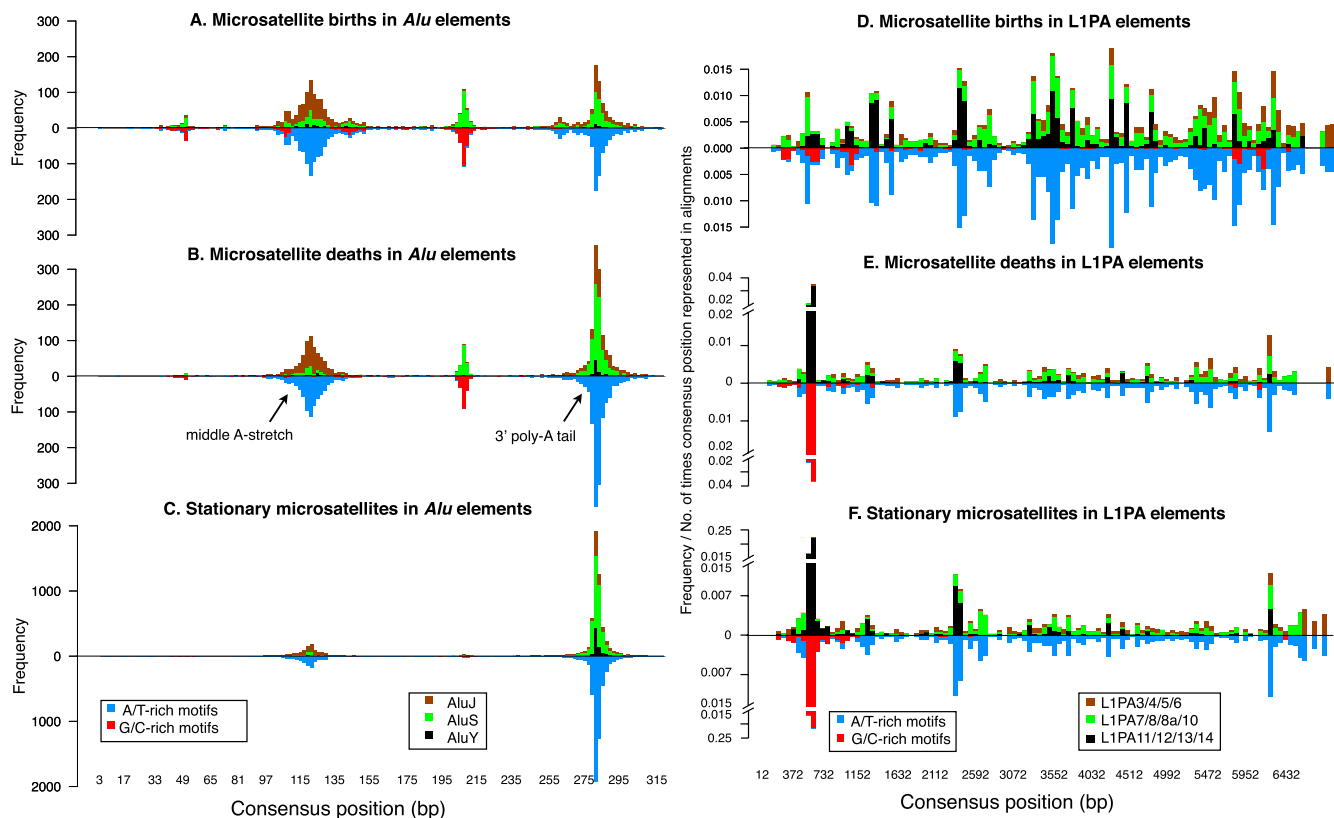 A. Microsatellite births in Alu elements
300
200
100
0
100
200
300
Frequency
B. Microsatellite deaths in Alu elements
300
200
100
0
100
200
300
Frequency
middle A-stretch
3' poly-A tail
C. Stationary microsatellites in Alu elements
2000
1000
0
1000
2000
Frequency
A/T-rich motifs
G/C-rich motifs
AluJ
AluS
AluY
3 17 33 49 65 81 97 115 135 155 175 195 215 235 255 275 295 315
Consensus position (bp)
D. Microsatellite births in L1PA elements
0.015
0.010
0.005
0.000
0.005
0.010
0.015
Frequency / No. of times consensus position represented in alignments
E. Microsatellite deaths in L1PA elements
0.04
0.02
0.02
0.01
0
0.01
0.02
0.02
0.04
F. Stationary microsatellites in L1PA elements
0.25
0.015
0.015
0.007
0
0.007
0.015
0.015
0.25
A/T-rich motifs
G/C-rich motifs
L1PA3/4/5/6
L1PA7/8/8a/10
L1PA11/12/13/14
12 372 732 1152 1632 2112 2592 3072 3552 4032 4512 4992 5472 5952 6432
Consensus position (bp)